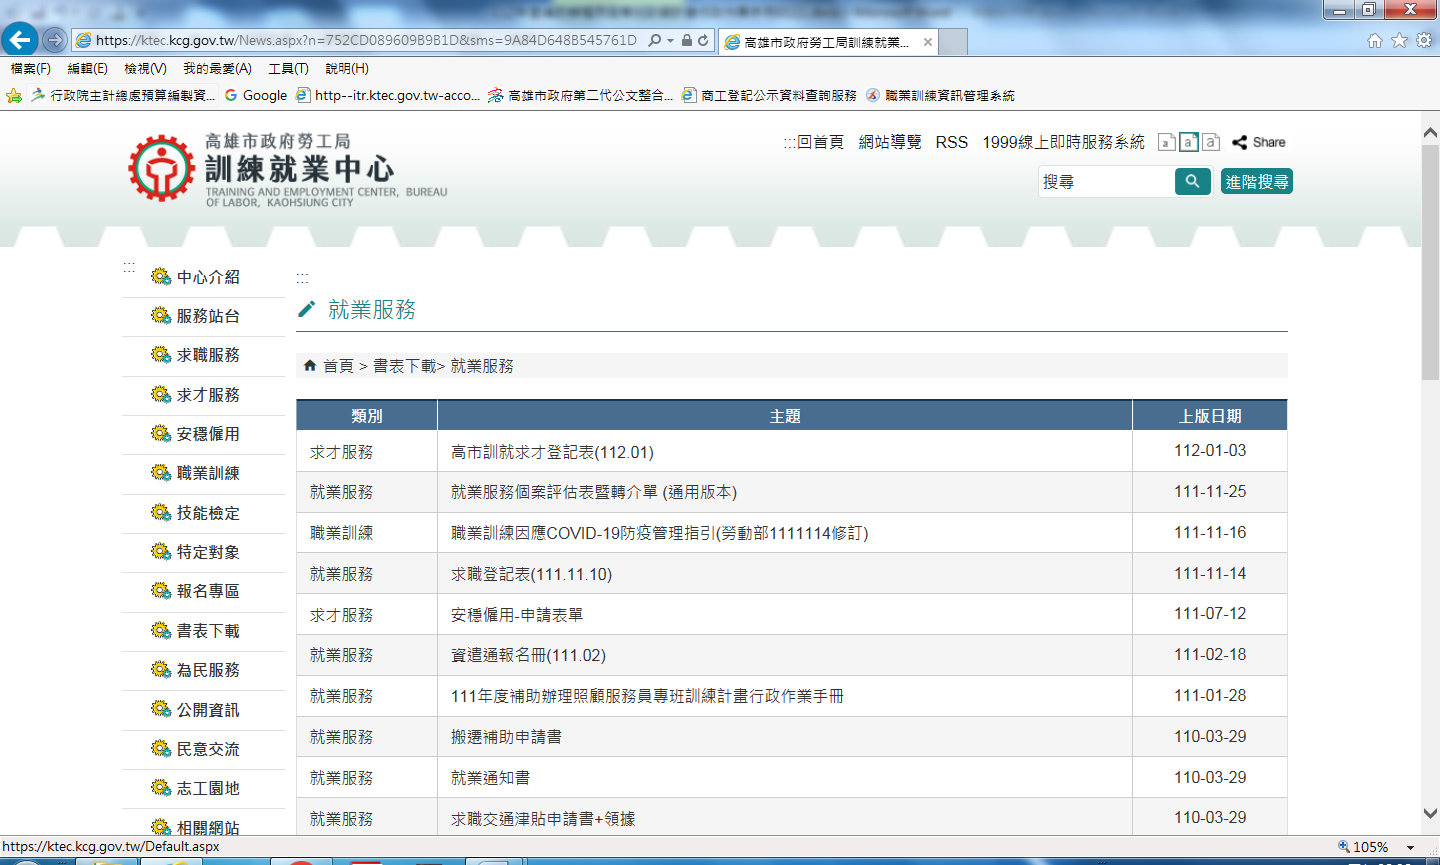 https://ktec.kcg.gov.tw/News.aspx?n=752CD089609B9B1D&sms=9A84D648B545761D
高雄市政府勞工局訓練就業...
檔案(F) 編輯(E) 檢視(V) 我的最愛(A) 工具(T) 說明(H)
行政院主計總處預算編製資... Google http--itr.ktec.gov.tw-acco... 高雄市政府第二代公文整合... 商工登記公示資料查詢服務 職業訓練資訊管理系統
高雄市政府勞工局
訓練就業中心
TRAINING AND EMPLOYMENT CENTER, BUREAU
OF LABOR, KAOHSIUNG CITY
:::回首頁 網站導覽 RSS 1999線上即時服務系統 a a a Share
搜尋 進階搜尋
:::
中心介紹
服務站台
求職服務
求才服務
安穩僱用
職業訓練
技能檢定
特定對象
報名專區
書表下載
為民服務
公開資訊
民意交流
志工園地
相關網站
:::
就業服務
首頁 > 書表下載> 就業服務
類別 主題 上版日期
求才服務 高市訓就求才登記表(112.01) 112-01-03
就業服務 就業服務個案評估表暨轉介單 (通用版本) 111-11-25
職業訓練 職業訓練因應COVID-19防疫管理指引(勞動部1111114修訂) 111-11-16
就業服務 求職登記表(111.11.10) 111-11-14
求才服務 安穩僱用-申請表單 111-07-12
就業服務 資遣通報名冊(111.02) 111-02-18
就業服務 111年度補助辦理照顧服務員專班訓練計畫行政作業手冊 111-01-28
就業服務 搬遷補助申請書 110-03-29
就業服務 就業通知書 110-03-29
就業服務 求職交通津貼申請書+領據 110-03-29
https://ktec.kcg.gov.tw/Default.aspx
105%